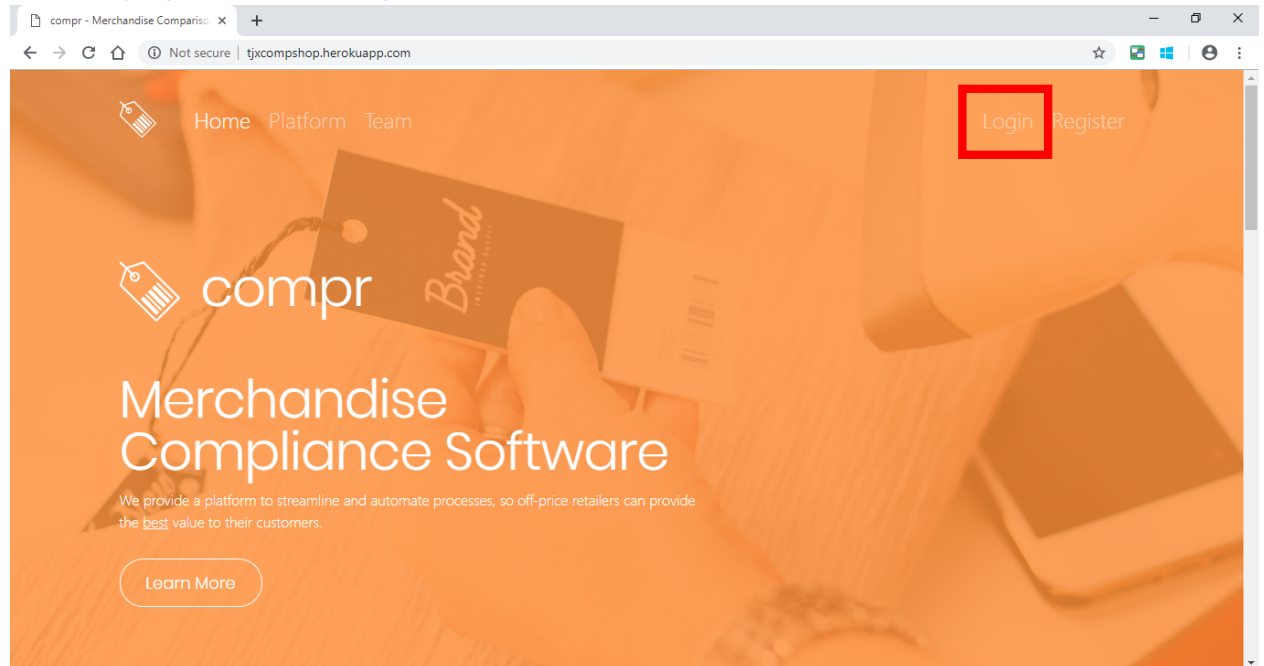 compr - Merchandise Compariso
Not secure | tjxcompshop.herokuapp.com
Home Platform Team Login Register
Brand
compr
Merchandise
Compliance Software
We provide a platform to streamline and automate processes, so off-price retailers can provide
the best value to their customers.
Learn More